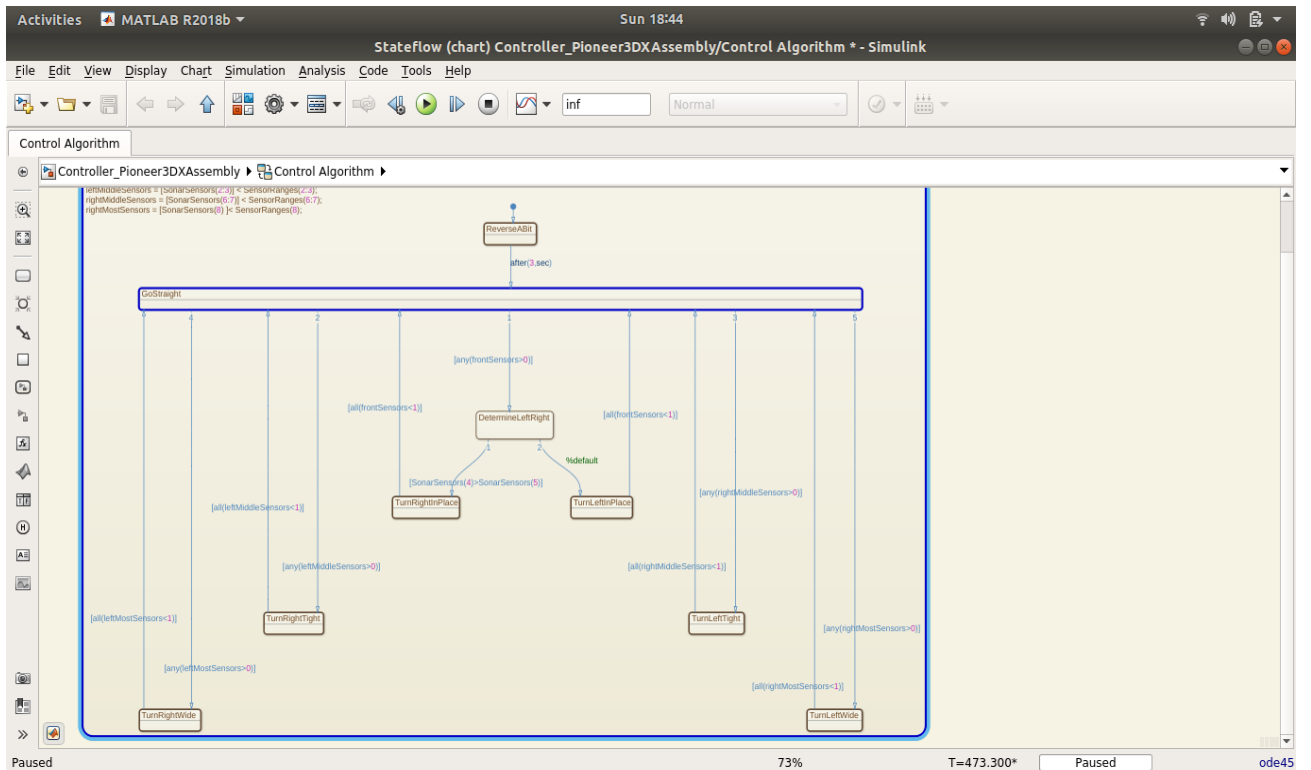 Activities MATLAB R2018b Sun 18:44
Stateflow (chart) Controller_Pioneer3DXAssembly/Control Algorithm * - Simulink
File Edit View Display Chart Simulation Analysis Code Tools Help
inf Normal
Control Algorithm
Controller_Pioneer3DXAssembly Control Algorithm
leftMiddleSensors = [SonarSensors(2:3)] < SensorRanges(2:3);
rightMiddleSensors = [SonarSensors(6:7)] < SensorRanges(6:7);
rightMostSensors = [SonarSensors(8) ]< SensorRanges(8);
ReverseABit
after(3,sec)
GoStraight
4 2 1 3 5
[any(frontSensors>0)]
[all(frontSensors<1)]
DetermineLeftRight
[all(frontSensors<1)]
1 2
%default
[SonarSensors(4)>SonarSensors(5)]
[any(rightMiddleSensors>0)]
TurnRightInPlace
TurnLeftInPlace
[all(leftMiddleSensors<1)]
[any(leftMiddleSensors>0)]
[all(rightMiddleSensors<1)]
[all(leftMostSensors<1)]
TurnRightTight
TurnLeftTight
[any(rightMostSensors>0)]
[any(leftMostSensors>0)]
[all(rightMostSensors<1)]
TurnRightWide
TurnLeftWide
Paused 73% T=473.300* Paused ode45